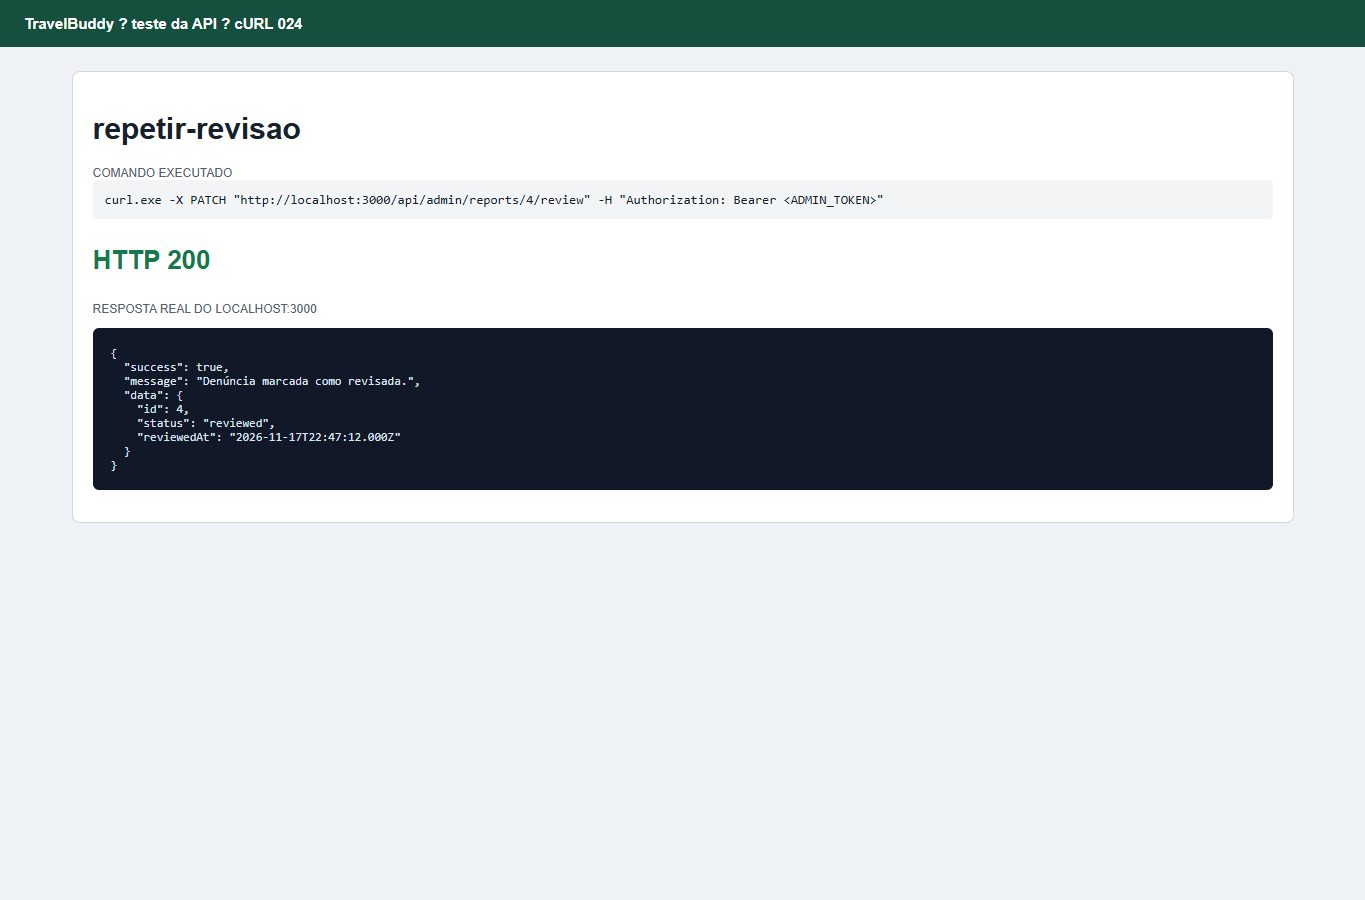 TravelBuddy ? teste da API ? cURL 024
repetir-revisao
COMANDO EXECUTADO
curl.exe -X PATCH "http://localhost:3000/api/admin/reports/4/review" -H "Authorization: Bearer <ADMIN_TOKEN>"
HTTP 200
RESPOSTA REAL DO LOCALHOST:3000
{
  "success": true,
  "message": "Denúncia marcada como revisada.",
  "data": {
    "id": 4,
    "status": "reviewed",
    "reviewedAt": "2026-11-17T22:47:12.000Z"
  }
}